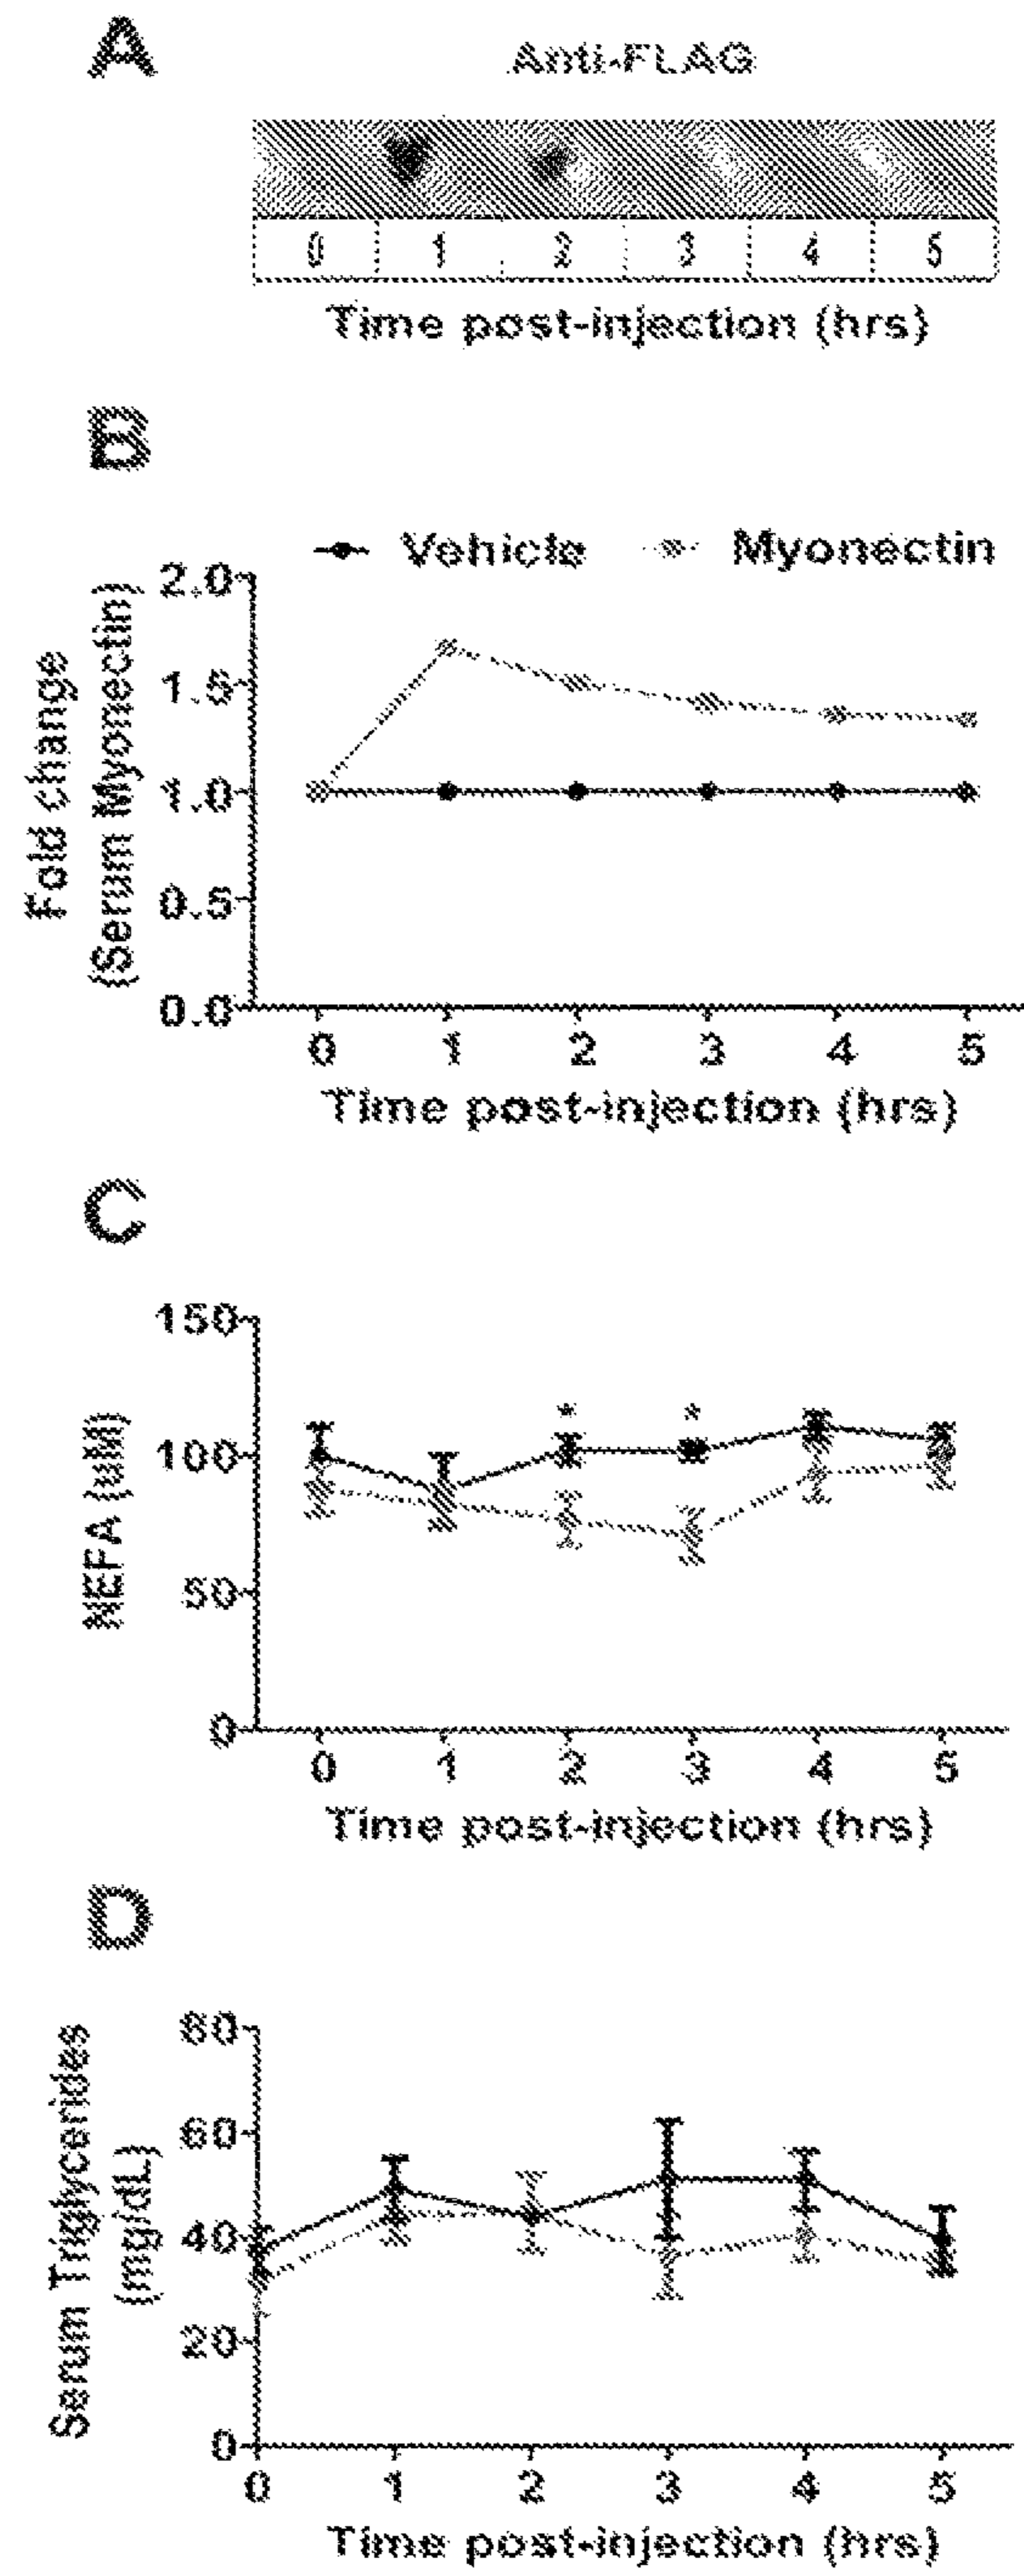 A
Anti-FLAG
0 1 2 3 4 5
Time post-injection (hrs)
B
Vehicle Myonectin
Fold change
(Serum Myonectin)
2.0
1.5
1.0
0.5
0.0
0 1 2 3 4 5
Time post-injection (hrs)
C
NEFA (uM)
150
100
50
0
* *
0 1 2 3 4 5
Time post-injection (hrs)
D
Serum Triglycerides
(mg/dL)
80
60
40
20
0
0 1 2 3 4 5
Time post-injection (hrs)